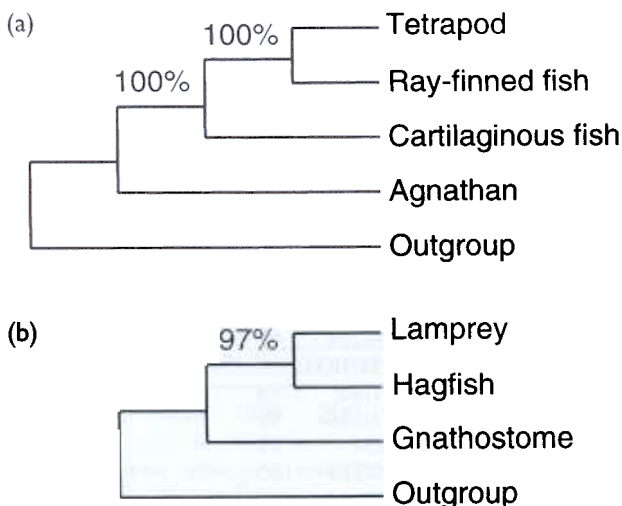 (a)
100%
Tetrapod
100%
Ray-finned fish
Cartilaginous fish
Agnathan
Outgroup
(b)
97%
Lamprey
Hagfish
Gnathostome
Outgroup